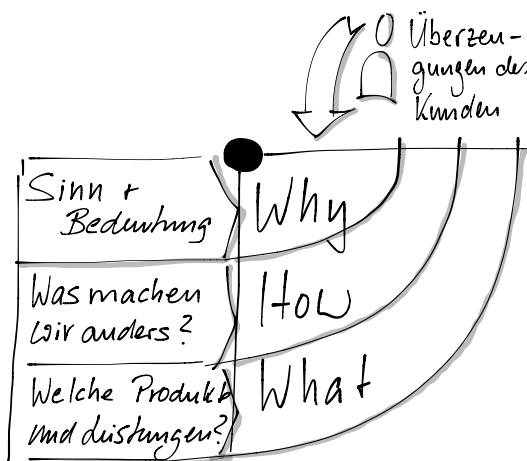 Überzeu-
gungen des
Kunden
Sinn +
Bedeutung
Why
Was machen
wir anders?
How
Welche Produkte
und Leistungen?
What